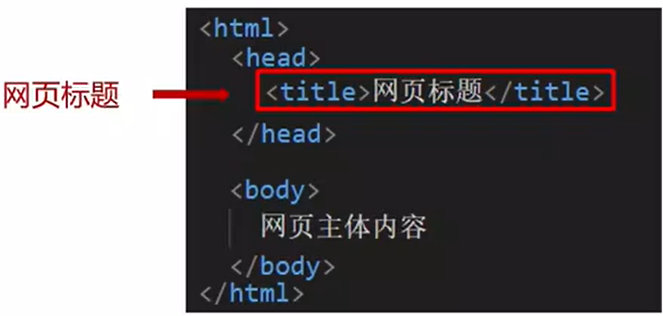 <html>
<head>
网页标题
<title>网页标题</title>
</head>
<body>
网页主体内容
</body>
</html>